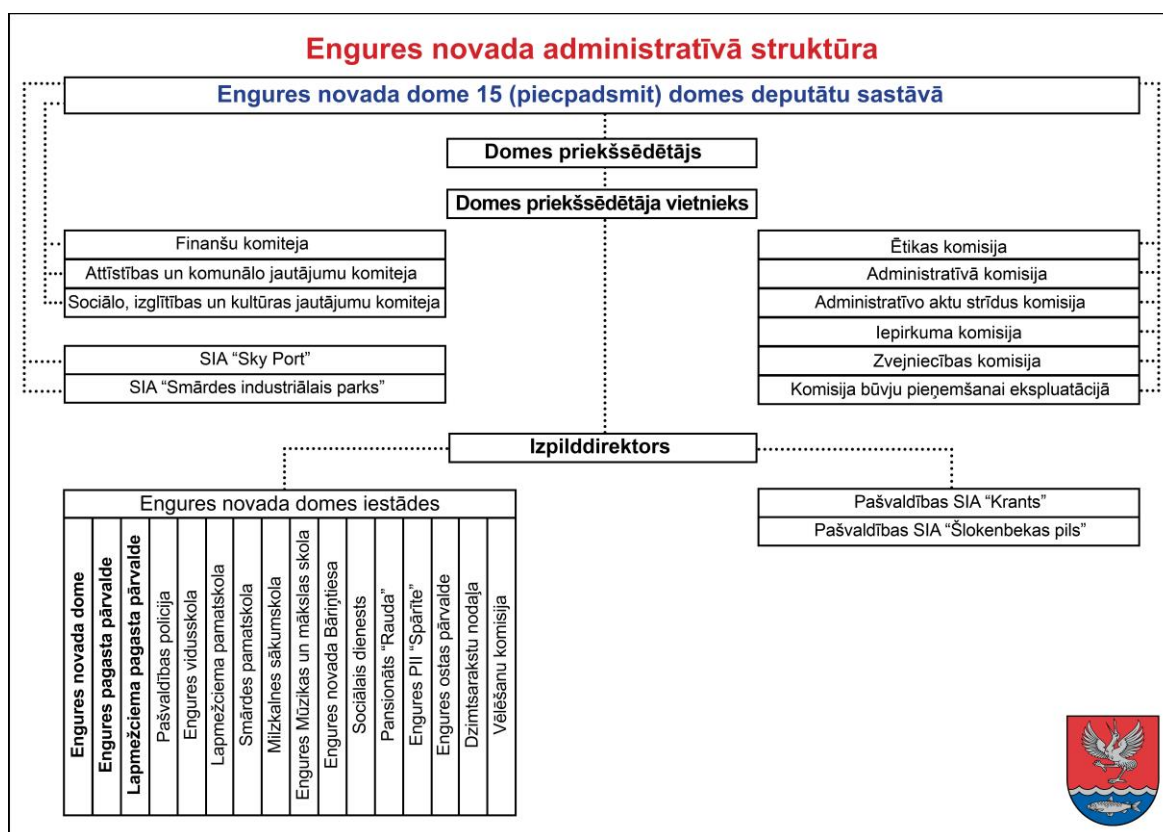 Engures novada administratīvā struktūra
Engures novada dome 15 (piecpadsmit) domes deputātu sastāvā
Domes priekšsēdētājs
Domes priekšsēdētāja vietnieks
Finanšu komiteja
Attīstības un komunālo jautājumu komiteja
Sociālo, izglītības un kultūras jautājumu komiteja
SIA “Sky Port”
SIA “Smārdes industriālais parks”
Ētikas komisija
Administratīvā komisija
Administratīvo aktu strīdus komisija
Iepirkuma komisija
Zvejniecības komisija
Komisija būvju pieņemšanai ekspluatācijā
Izpilddirektors
Engures novada domes iestādes
Engures novada dome
Engures pagasta pārvalde
Lapmežciema pagasta pārvalde
Pašvaldības policija
Engures vidusskola
Lapmežciema pamatskola
Smārdes pamatskola
Milzkalnes sākumskola
Engures Mūzikas un mākslas skola
Engures novada Bāriņtiesa
Sociālais dienests
Pansionāts “Rauda”
Engures PII “Spārīte”
Engures ostas pārvalde
Dzimtsarakstu nodaļa
Vēlēšanu komisija
Pašvaldības SIA “Krants”
Pašvaldības SIA “Šlokenbekas pils”